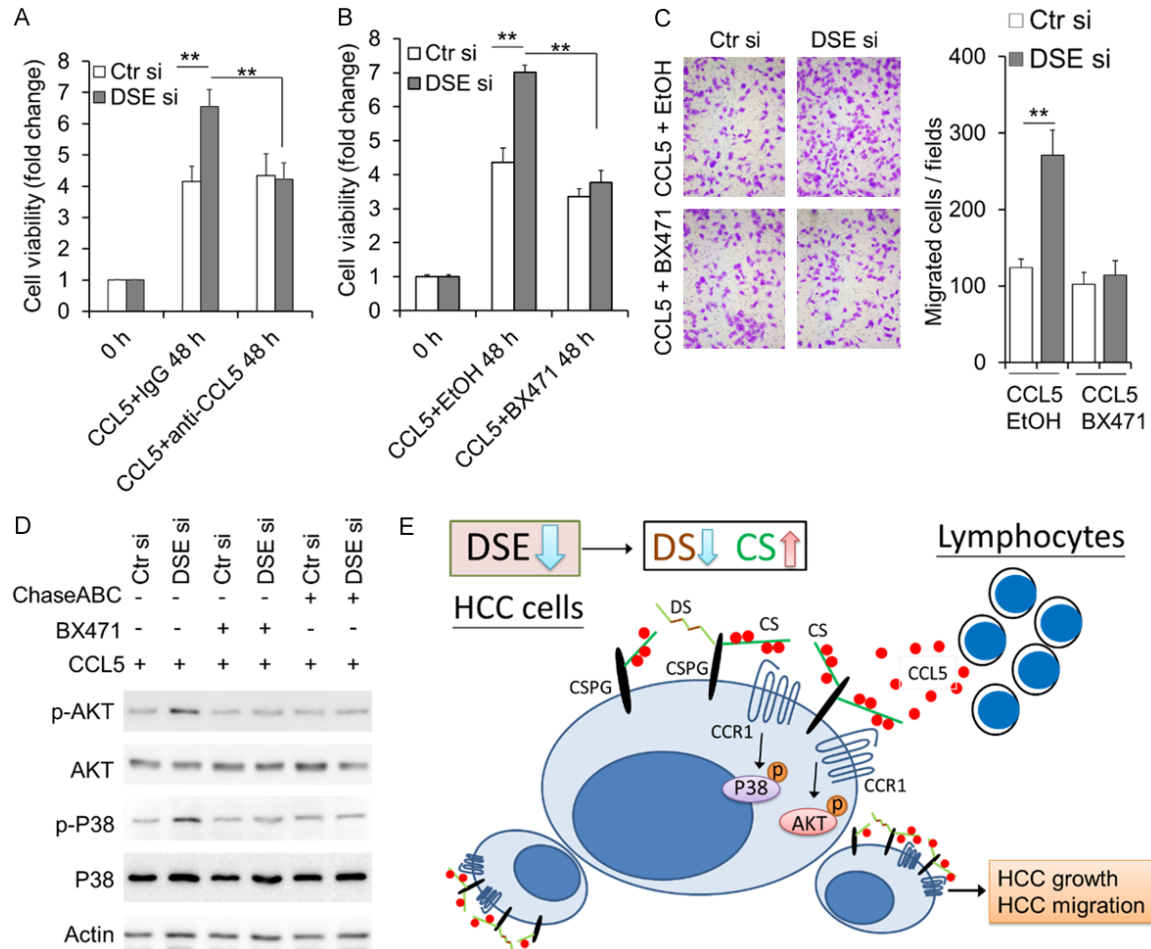 A
Cell viability (fold change)
8
7
6
5
4
3
2
1
0
Ctr si
DSE si
**
**
0 h
CCL5+IgG 48 h
CCL5+anti-CCL5 48 h
B
Cell viability (fold change)
8
7
6
5
4
3
2
1
0
Ctr si
DSE si
**
**
0 h
CCL5+EtOH 48 h
CCL5+BX471 48 h
C
Ctr si
DSE si
CCL5 + EtOH
CCL5 + BX471
Migrated cells / fields
400
300
200
100
0
Ctr si
DSE si
**
CCL5 CCL5
EtOH BX471
D
Ctr si DSE si Ctr si DSE si Ctr si DSE si
ChaseABC - - - - + +
BX471 - - + + - -
CCL5 + + + + + +
p-AKT
AKT
p-P38
P38
Actin
E
DSE
DS CS
HCC cells
Lymphocytes
DS
CS
CS
CCL5
CSPG
CSPG
CCR1
CCR1
P38
p
AKT
p
HCC growth
HCC migration